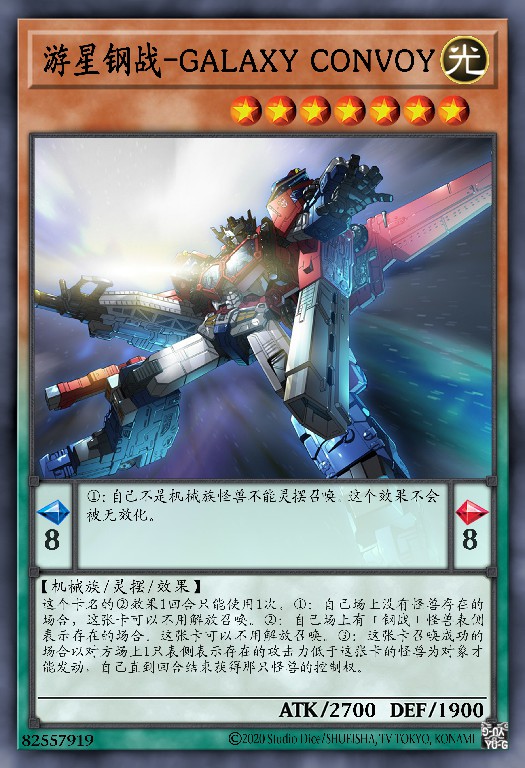 游星钢战-GALAXY CONVOY
光
①:自己不是机械族怪兽不能灵摆召唤。这个效果不会
被无效化。
8
8
【机械族/灵摆/效果】
这个卡名的②效果1回合只能使用1次。①：自己场上没有怪兽存在的
场合，这张卡可以不用解放召唤。②：自己场上有「钢战」怪兽表侧
表示存在的场合，这张卡可以不用解放召唤。③：这张卡召唤成功的
场合以对方场上1只表侧表示存在的攻击力低于这张卡的怪兽为对象才
能发动，自己直到回合结束获得那只怪兽的控制权。
ATK/2700 DEF/1900
82557919
©2020 Studio Dice/SHUEISHA, TV TOKYO, KONAMI